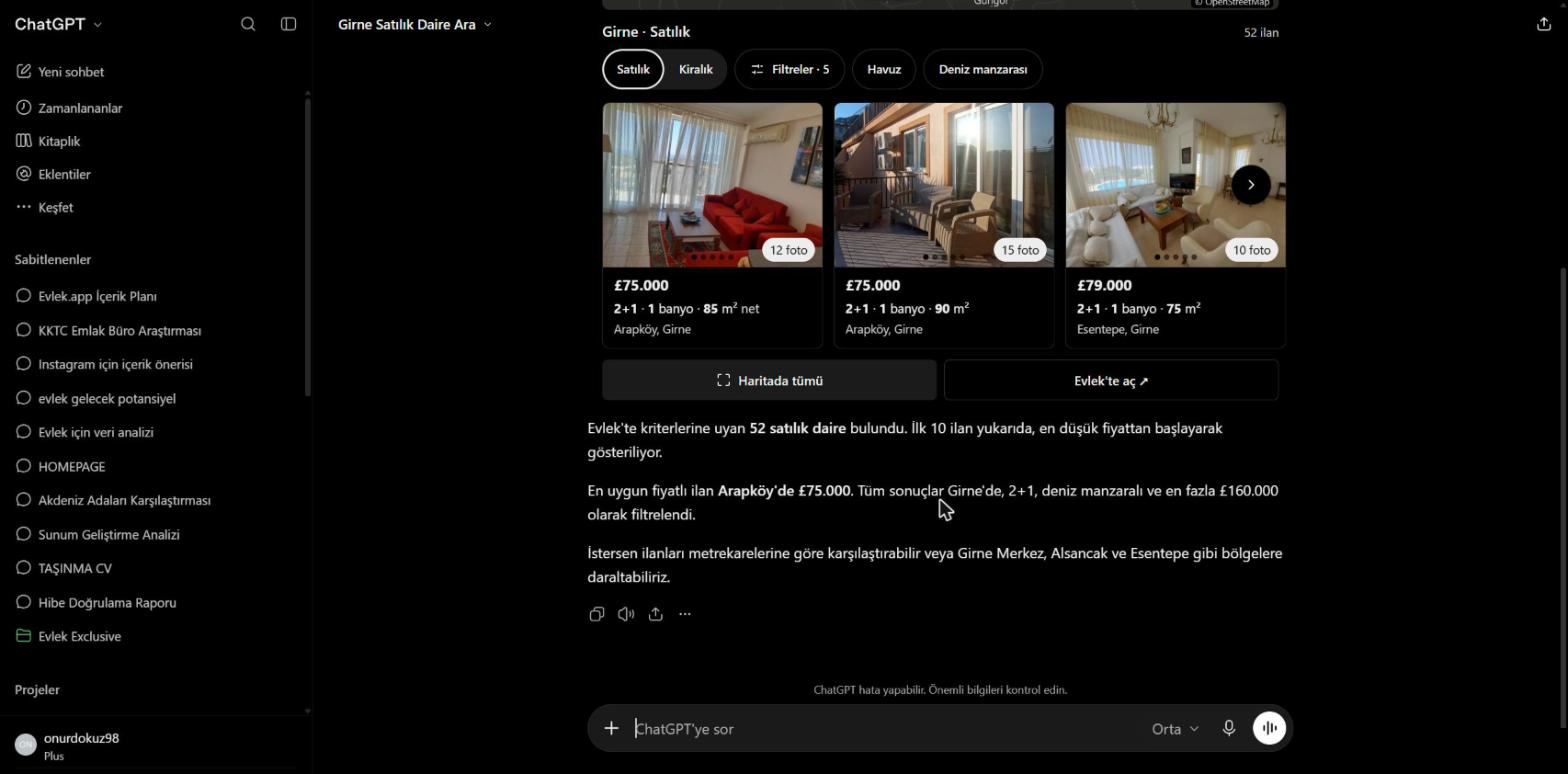 ChatGPT
Yeni sohbet
Zamanlananlar
Kitaplık
Eklentiler
Keşfet
Sabitlenenler
Evlek.app İçerik Planı
KKTC Emlak Büro Araştırması
Instagram için içerik önerisi
evlek gelecek potansiyel
Evlek için veri analizi
HOMEPAGE
Akdeniz Adaları Karşılaştırması
Sunum Geliştirme Analizi
TAŞINMA CV
Hibe Doğrulama Raporu
Evlek Exclusive
Projeler
ON
onurdokuz98
Plus
Girne Satılık Daire Ara
Güngör
© OpenStreetMap
Girne · Satılık
52 ilan
Satılık
Kiralık
Filtreler · 5
Havuz
Deniz manzarası
12 foto
£75.000
2+1 · 1 banyo · 85 m² net
Arapköy, Girne
15 foto
£75.000
2+1 · 1 banyo · 90 m²
Arapköy, Girne
10 foto
£79.000
2+1 · 1 banyo · 75 m²
Esentepe, Girne
Haritada tümü
Evlek'te aç ↗
Evlek'te kriterlerine uyan 52 satılık daire bulundu. İlk 10 ilan yukarıda, en düşük fiyattan başlayarak
gösteriliyor.
En uygun fiyatlı ilan Arapköy'de £75.000. Tüm sonuçlar Girne'de, 2+1, deniz manzaralı ve en fazla £160.000
olarak filtrelendi.
İstersen ilanları metrekarelerine göre karşılaştırabilir veya Girne Merkez, Alsancak ve Esentepe gibi bölgelere
daraltabiliriz.
ChatGPT hata yapabilir. Önemli bilgileri kontrol edin.
ChatGPT'ye sor
Orta